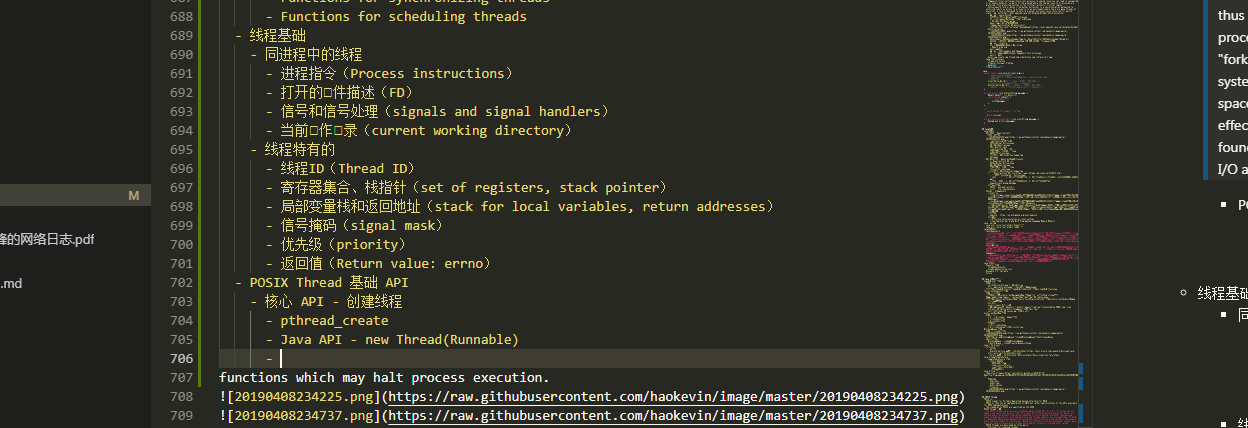 - Functions for synchronizing threads
688 - Functions for scheduling threads
689 - 线程基础
690 - 同进程中的线程
691 - 进程指令（Process instructions）
692 - 打开的□件描述（FD）
693 - 信号和信号处理（signals and signal handlers）
694 - 当前□作□录（current working directory）
695 - 线程特有的
696 - 线程ID（Thread ID）
697 - 寄存器集合、栈指针（set of registers, stack pointer）
698 - 局部变量栈和返回地址（stack for local variables, return addresses）
699 - 信号掩码（signal mask）
700 - 优先级（priority）
701 - 返回值（Return value: errno）
702 - POSIX Thread 基础 API
703 - 核心 API - 创建线程
704 - pthread_create
705 - Java API - new Thread(Runnable)
706 -
707 functions which may halt process execution.
708 ![20190408234225.png](https://raw.githubusercontent.com/haokevin/image/master/20190408234225.png)
709 ![20190408234737.png](https://raw.githubusercontent.com/haokevin/image/master/20190408234737.png)
M
的网络日志.pdf
.md
thus
proce
"fork
system
space
effec
foun
I/O a
线程基础